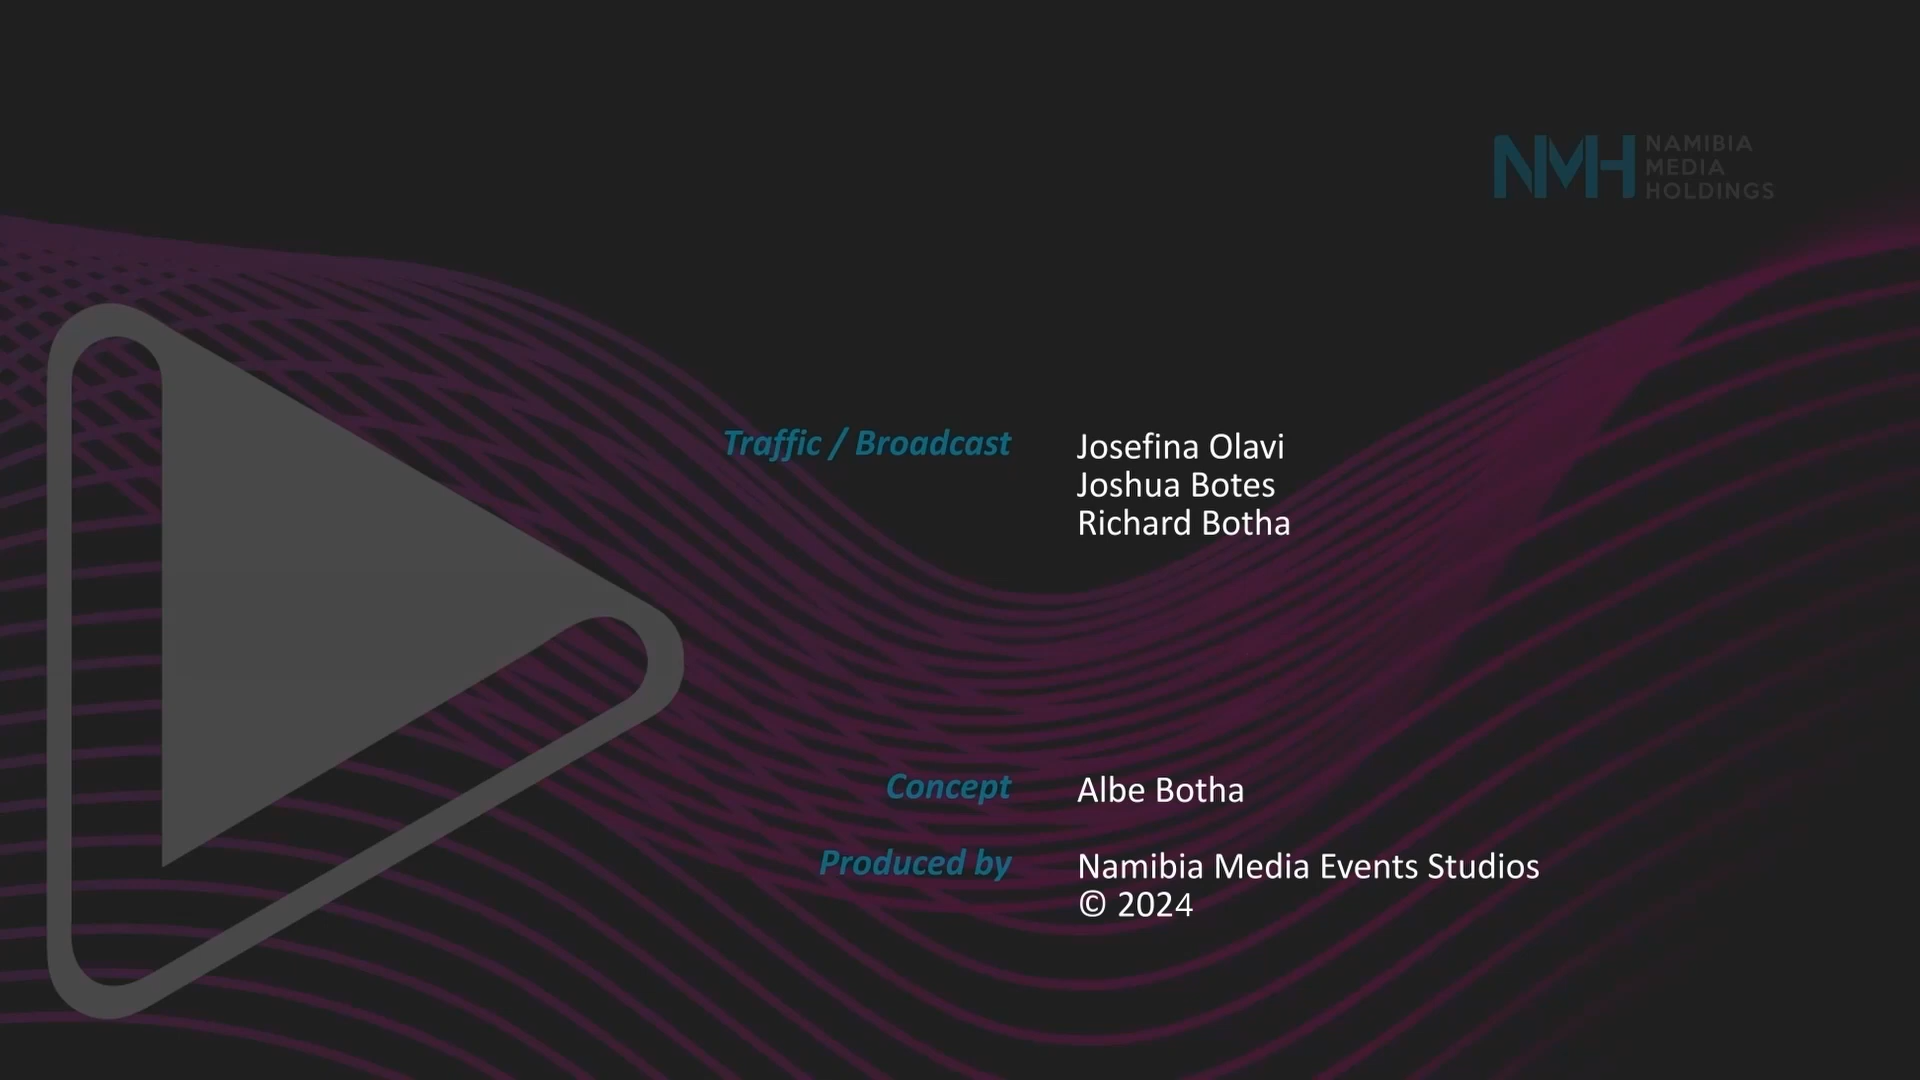 NMH NAMIBIA
MEDIA
HOLDINGS
Traffic / Broadcast Josefina Olavi
Joshua Botes
Richard Botha
Concept Albe Botha
Produced by Namibia Media Events Studios
© 2024